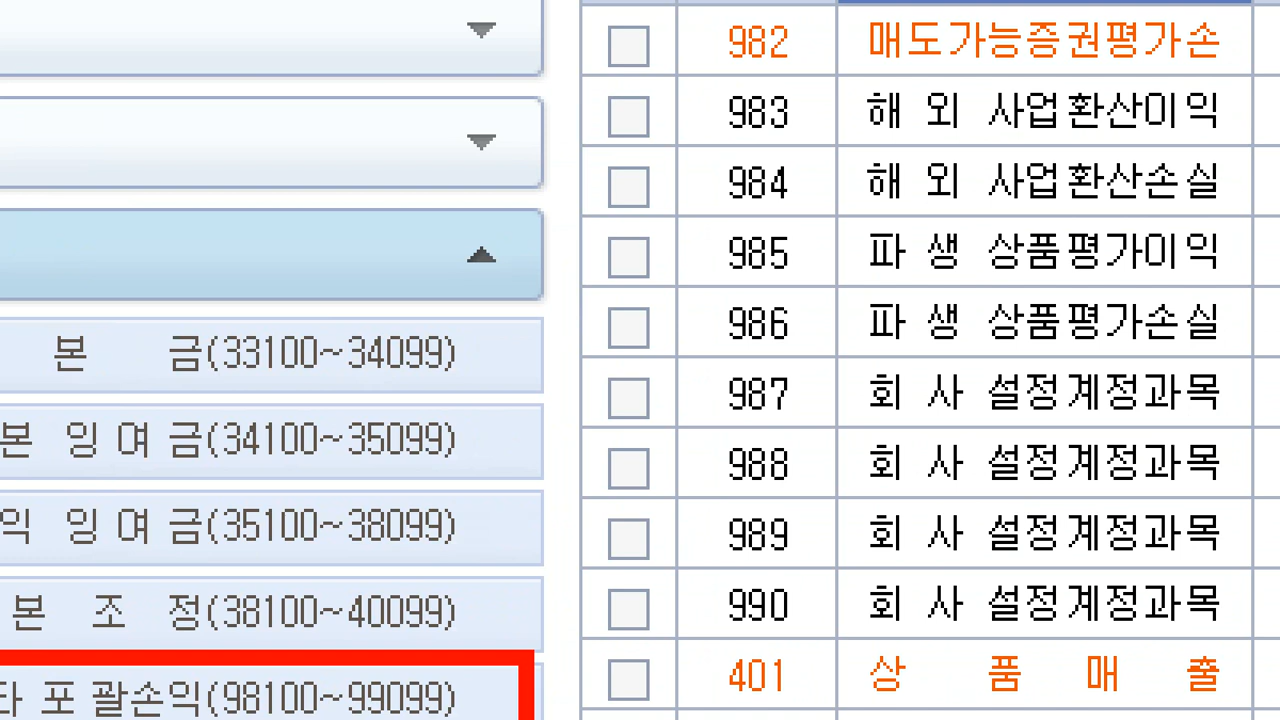 982 매도가능증권평가손
983 해 외 사업환산이익
984 해 외 사업환산손실
985 파 생 상품평가이익
986 파 생 상품평가손실
987 회 사 설정계정과목
988 회 사 설정계정과목
989 회 사 설정계정과목
990 회 사 설정계정과목
401 상 품 매 출
본 금(33100~34099)
본 잉 여 금(34100~35099)
익 잉 여 금(35100~38099)
본 조 정(38100~40099)
타 포 괄손익(98100~99099)